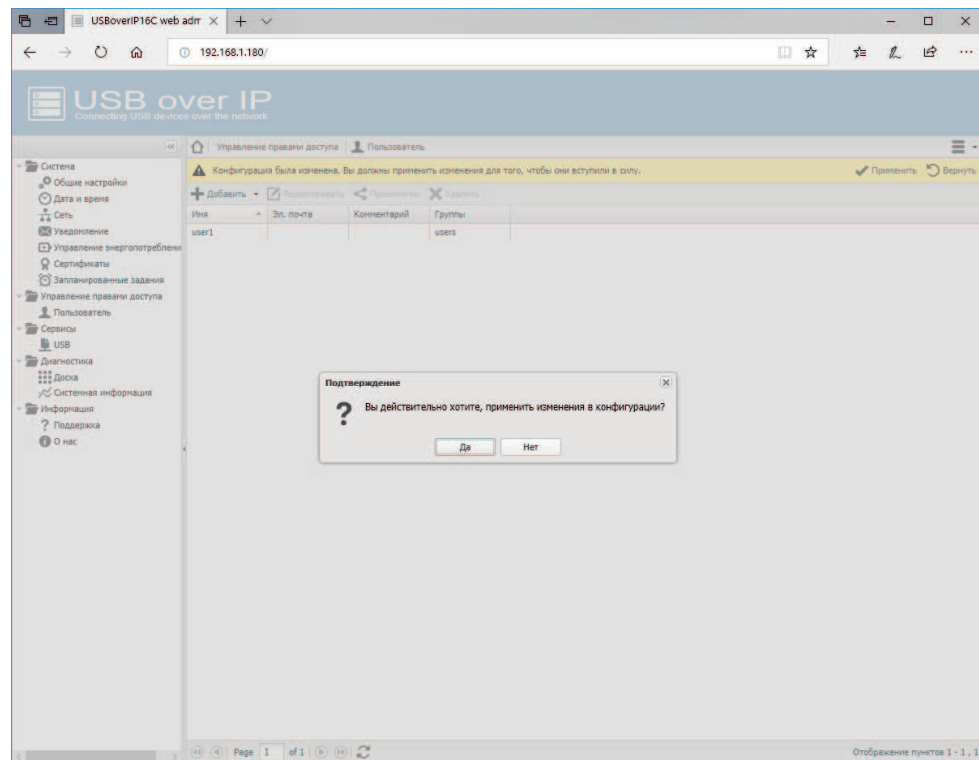 USBoverIP16C web adm
192.168.1.180/
USB over IP
Connecting USB devices over the network
Управление правами доступа
Пользователь
Система
Общие настройки
Дата и время
Сеть
Уведомление
Управление энергопотреблени
Сертификаты
Запланированные задания
Управление правами доступа
Пользователь
Сервисы
USB
Диагностика
Доска
Системная информация
Информация
Поддержка
О нас
Конфигурация была изменена. Вы должны применить изменения для того, чтобы они вступили в силу.
Применить Вернуть
Добавить Редактировать Привилегии Удалить
Имя Эл. почта Комментарий Группы
user1 users
Подтверждение
Вы действительно хотите, применить изменения в конфигурации?
Да Нет
Page 1 of 1
Отображение пунктов 1 - 1 , 1